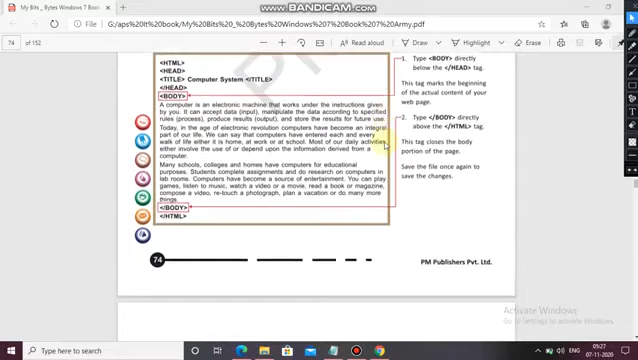 WWW.BANDICAM.COM
My Bits _ Bytes Windows 7 Book
G:/aps It book/My%20Bits%20_%20Bytes%20Windows%207%20Book%207%20Army.pdf
74 of 152
Read aloud
Draw
Highlight
Erase
<HTML>
<HEAD>
<TITLE> Computer System </TITLE>
</HEAD>
<BODY>
A computer is an electronic machine that works under the instructions given
by you. It can accept data (input), manipulate the data according to specified
rules (process), produce results (output), and store the results for future use.
Today, in the age of electronic revolution computers have become an integral
part of our life. We can say that computers have entered each and every
walk of life either it is home, at work or at school. Most of our daily activities
either involve the use of or depend upon the information derived from a
computer.
Many schools, colleges and homes have computers for educational
purposes. Students complete assignments and do research on computers in
lab rooms. Computers have become a source of entertainment. You can play
games, listen to music, watch a video or a movie, read a book or magazine,
compose a video, re-touch a photograph, plan a vacation or do many more
things.
</BODY>
</HTML>
1. Type <BODY> directly
below the </HEAD> tag.
This tag marks the beginning
of the actual content of your
web page.
2. Type </BODY> directly
above the </HTML> tag.
This tag closes the body
portion of the page.
Save the file once again to
save the changes.
74
PM Publishers Pvt. Ltd.
Activate Windows
Go to Settings to activate Windows.
Type here to search
ENG
05:27
07-11-2020